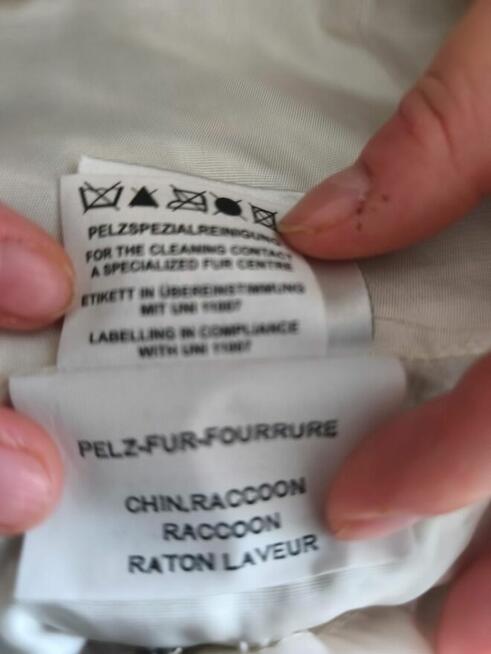 PELZSPEZIALREINIGUNG
FOR THE CLEANING CONTACT
A SPECIALIZED FUR CENTRE
ETIKETT IN ÜBEREINSTIMMUNG
MIT UNI 11007
LABELLING IN COMPLIANCE
WITH UNI 11007
PELZ-FUR-FOURRURE
CHIN.RACCOON
RACCOON
RATON LAVEUR